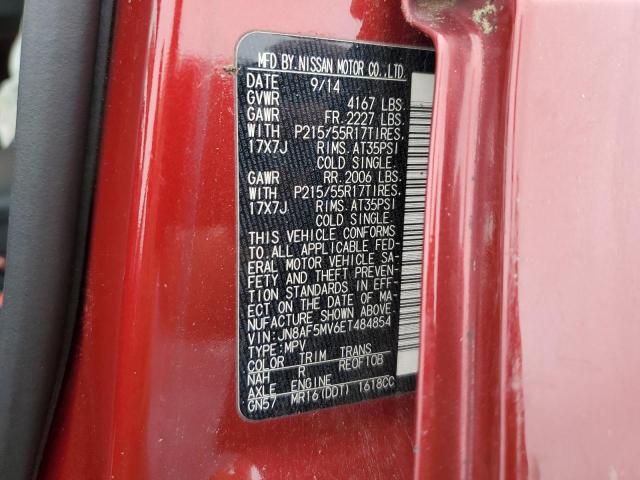 MFD BY.NISSAN MOTOR CO.,LTD.
DATE 9/14
GVWR 4167 LBS.
GAWR FR.2227 LBS.
WITH P215/55R17TIRES.
17X7J RIMS.AT35PSI
COLD SINGLE.
GAWR RR.2006 LBS.
WITH P215/55R17TIRES.
17X7J RIMS.AT35PSI
COLD SINGLE.
THIS VEHICLE CONFORMS
TO ALL APPLICABLE FED-
ERAL MOTOR VEHICLE SA-
FETY AND THEFT PREVEN-
TION STANDARDS IN EFF-
ECT ON THE DATE OF MA-
NUFACTURE SHOWN ABOVE.
VIN:JN8AF5MV6ET484854
TYPE:MPV
COLOR TRIM TRANS
NAH R RE0F10B
AXLE ENGINE
GN57 MR16(DDT) 1618CC